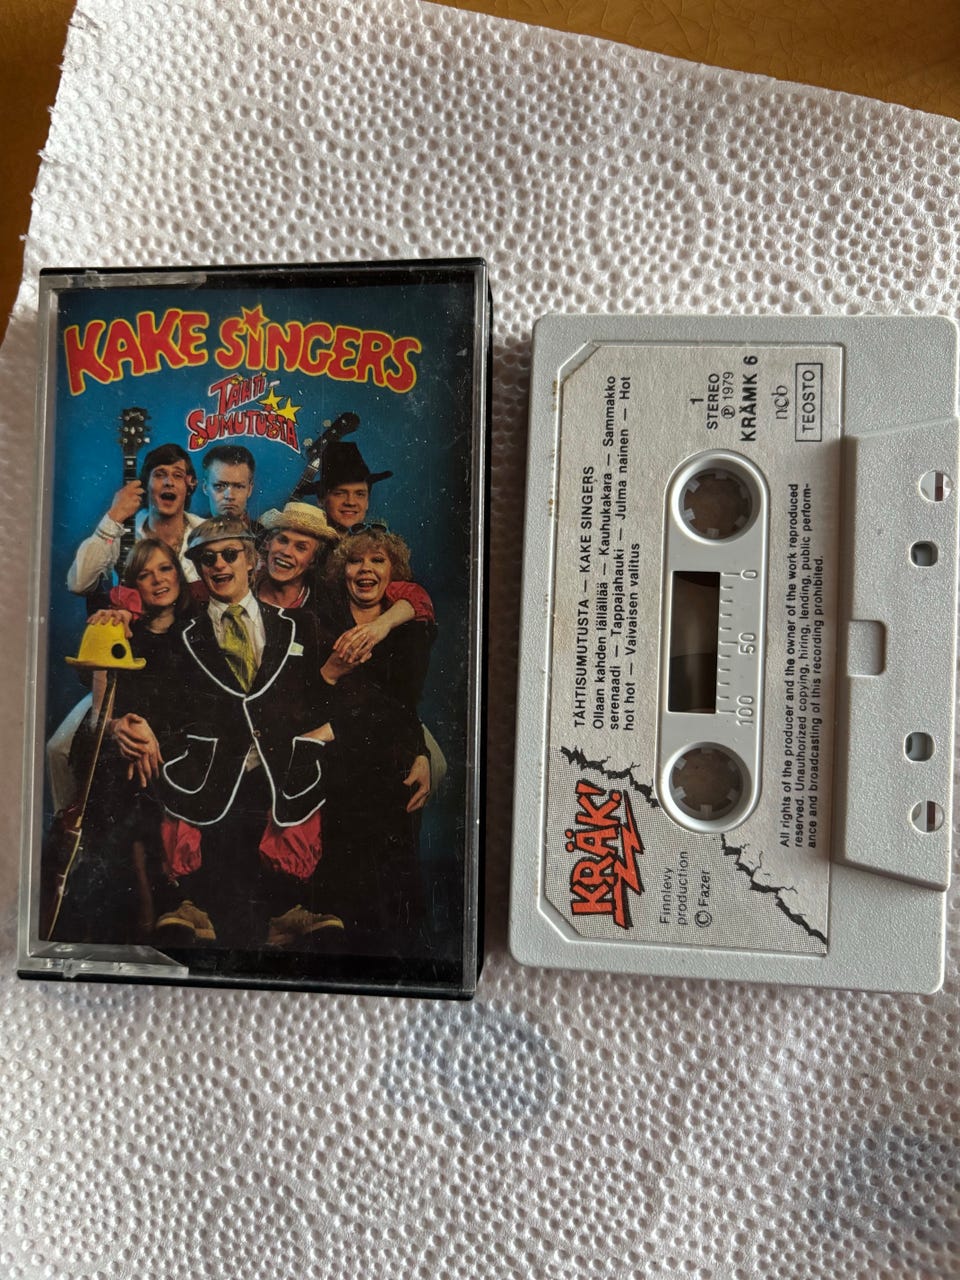 KAKE SINGERS
TÄHTI-
SUMUTUSTA
TÄHTISUMUTUSTA — KAKE SINGERS
Ollaan kahden lällällää — Kauhukakara — Sammakko
serenaadi — Tappajahauki — Julma nainen — Hot
hot hot — Vaivaisen valitus
1
STEREO
Ⓟ 1979
KRÄMK 6
ncb
TEOSTO
100 50 0
KRÄK!
Finnlevy
production
© Fazer
All rights of the producer and the owner of the work reproduced
reserved. Unauthorized copying, hiring, lending, public perform-
ance and broadcasting of this recording prohibited.